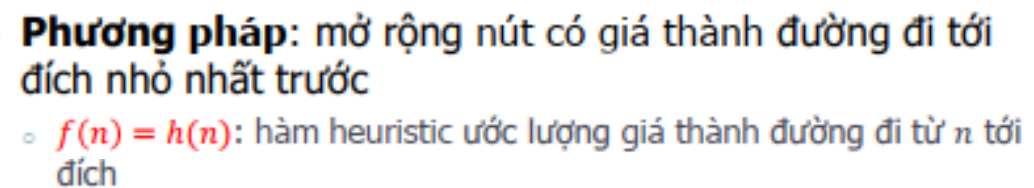 Phương pháp: mở rộng nút có giá thành đường đi tới
đích nhỏ nhất trước
◦ f(n) = h(n): hàm heuristic ước lượng giá thành đường đi từ n tới
đích